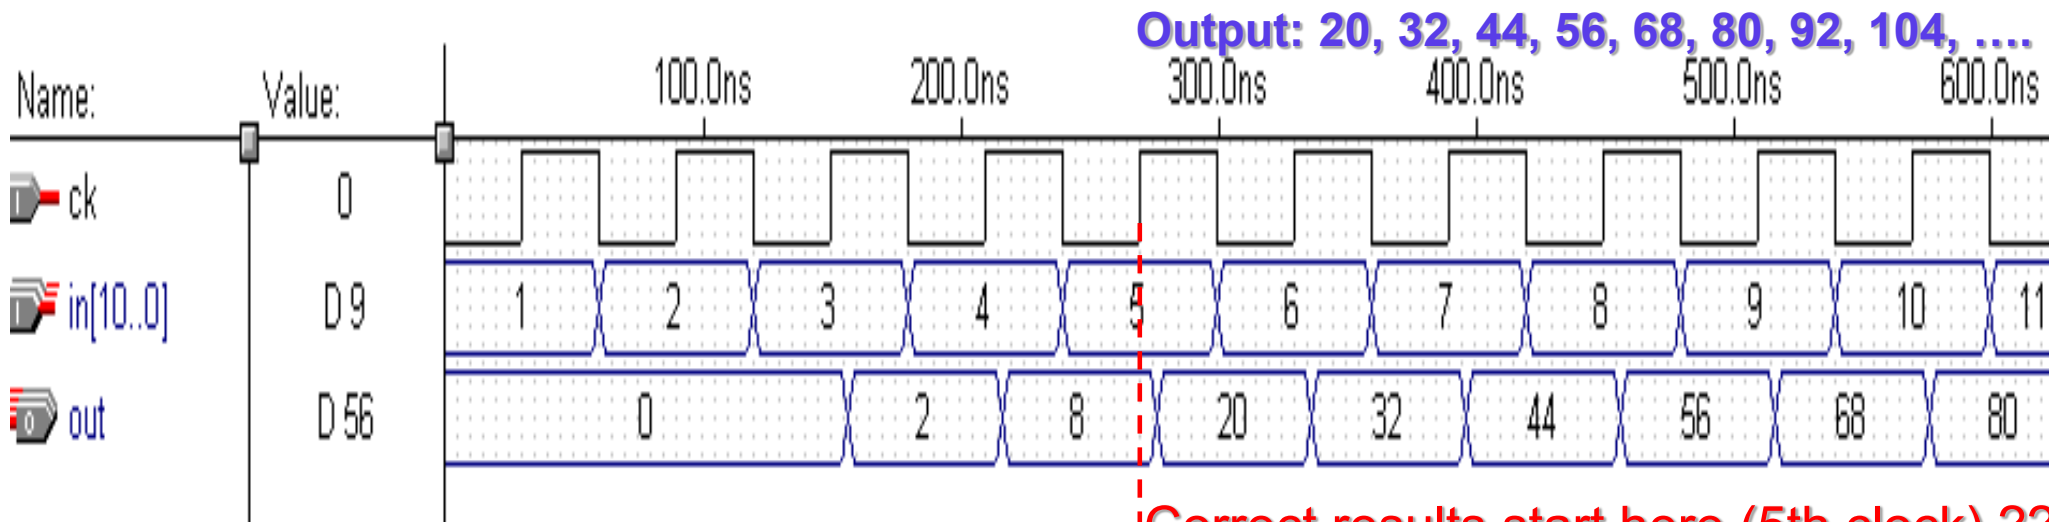 Output: 20, 32, 44, 56, 68, 80, 92, 104, ....
Name: Value: 100.0ns 200.0ns 300.0ns 400.0ns 500.0ns 600.0ns
ck 0
in[10..0] D 9 1 2 3 4 5 6 7 8 9 10 11
out D 56 0 2 8 20 32 44 56 68 80
Correct results start here (5th clock)